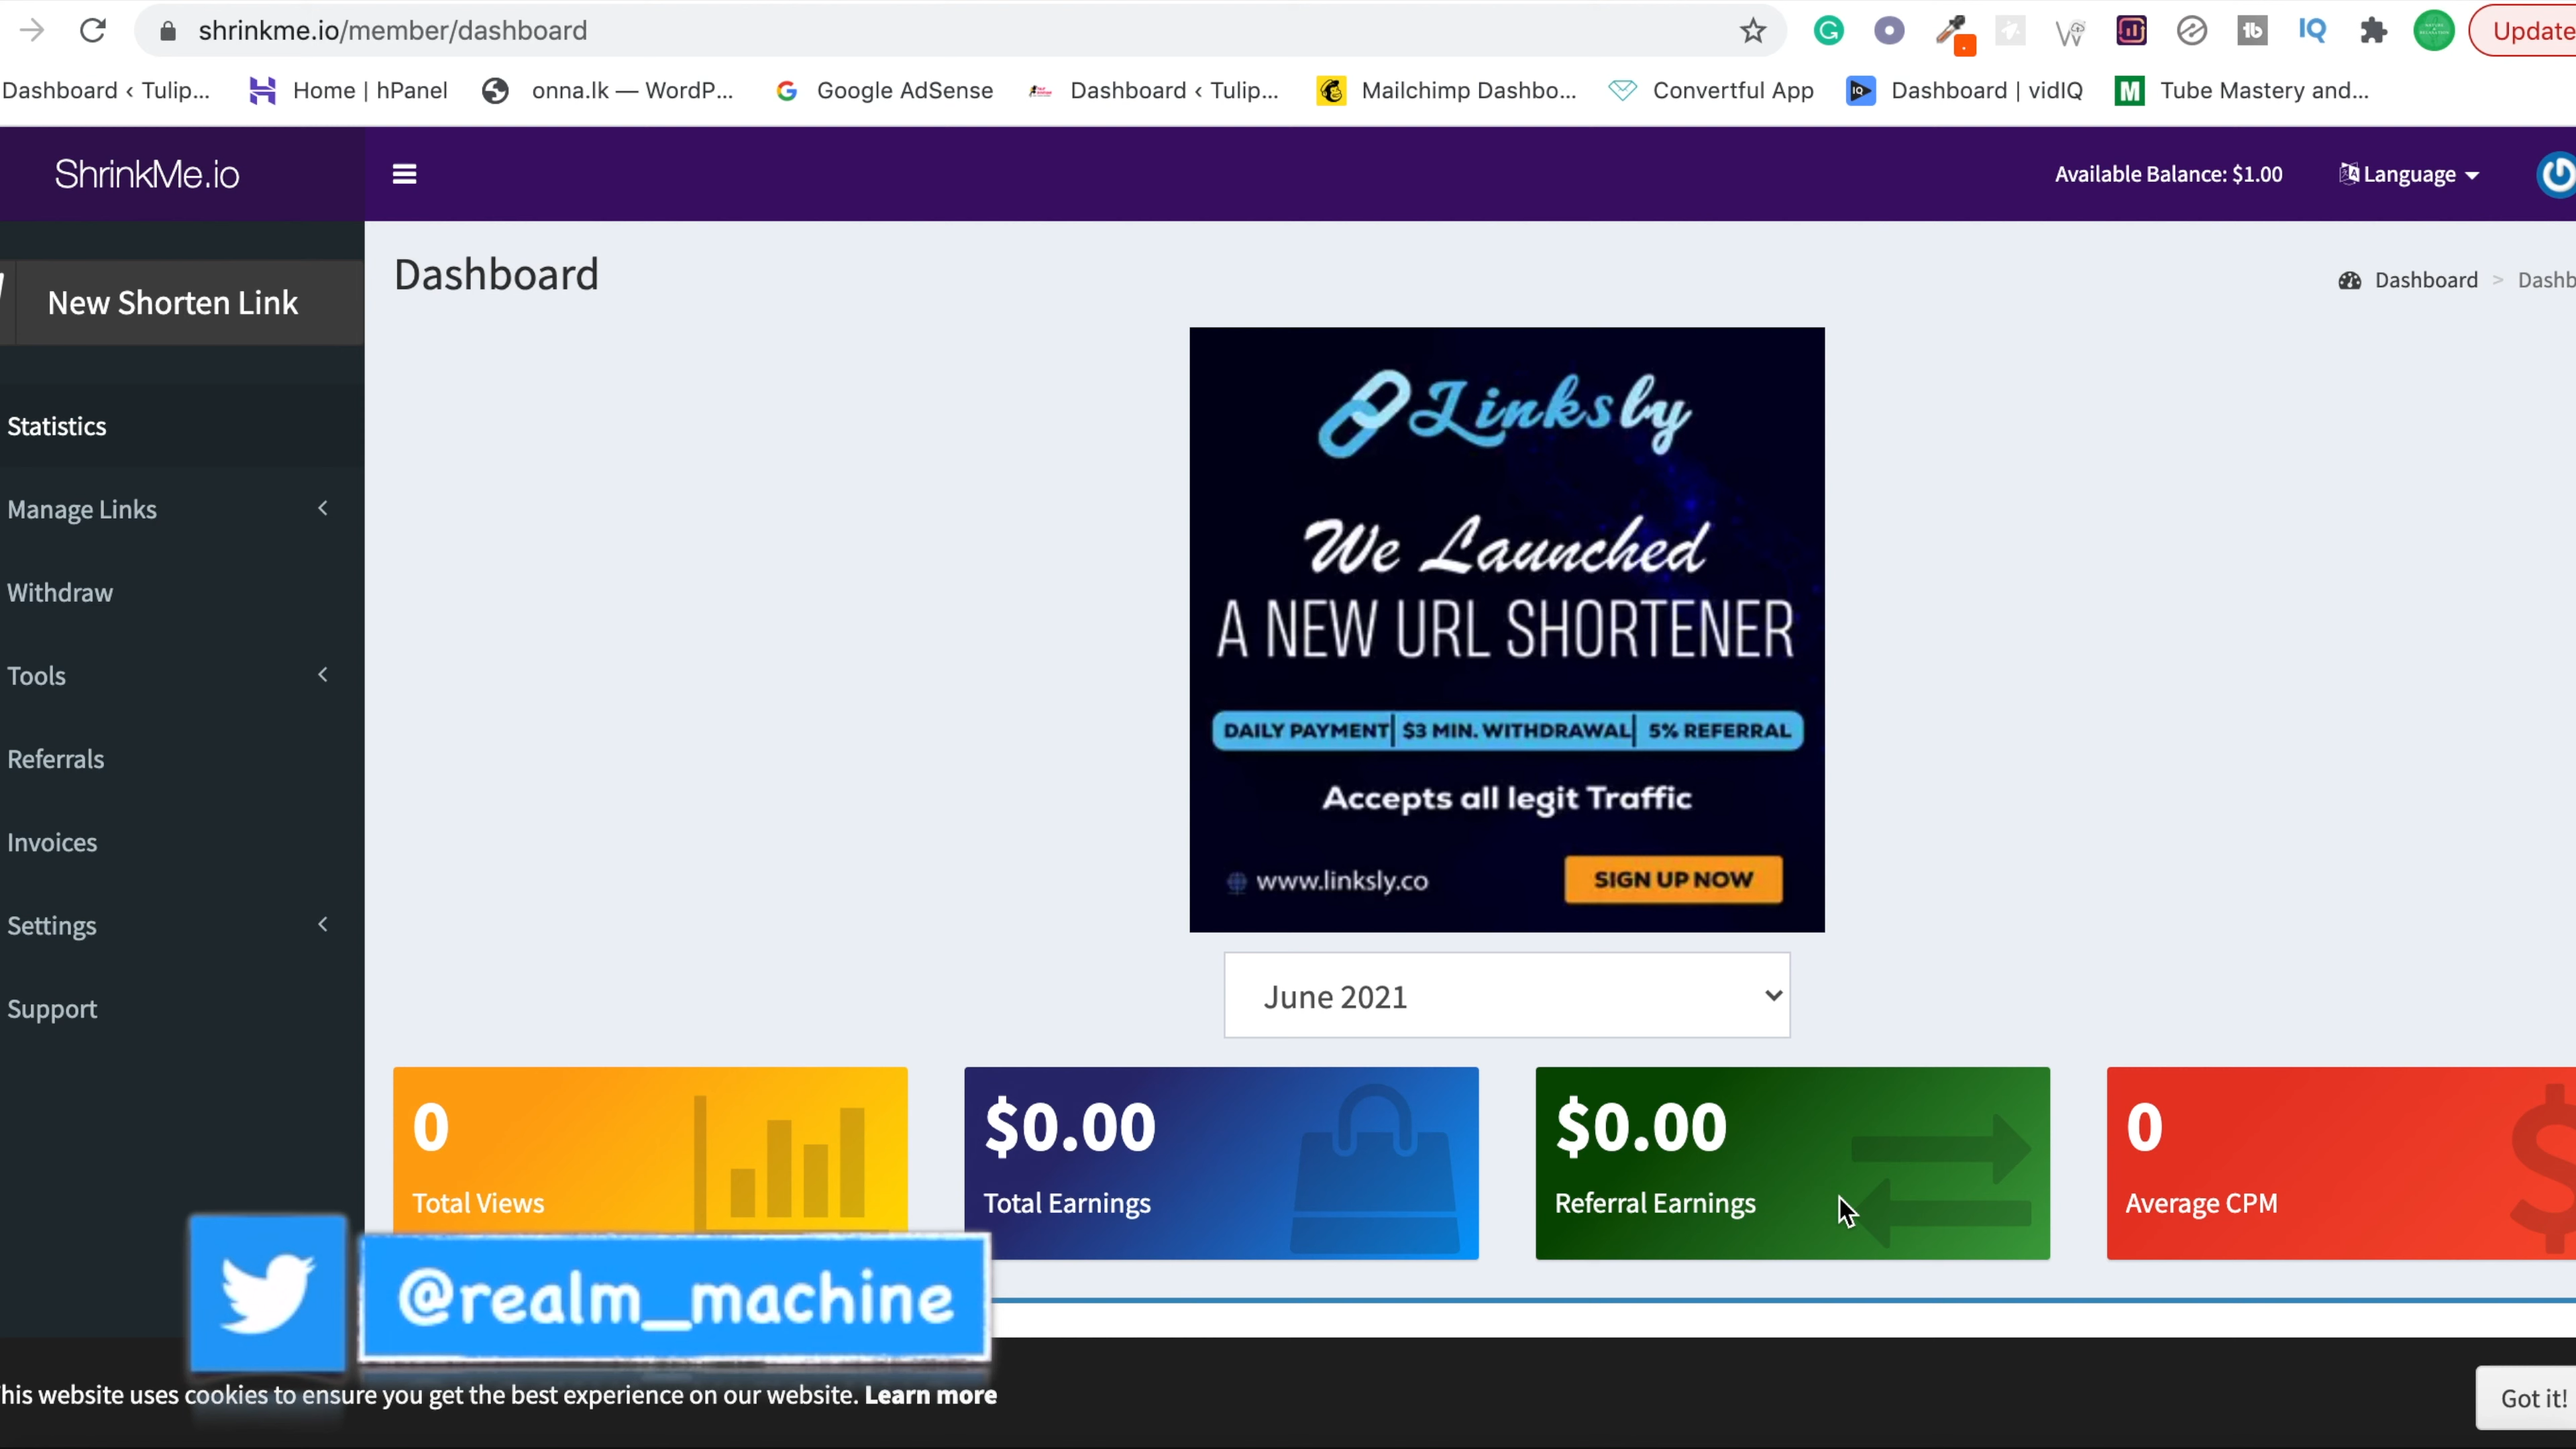 shrinkme.io/member/dashboard
Update
Dashboard ‹ Tulip...
Home | hPanel
onna.lk — WordP...
Google AdSense
Dashboard ‹ Tulip...
Mailchimp Dashbo...
Convertful App
Dashboard | vidIQ
Tube Mastery and...
ShrinkMe.io
Available Balance: $1.00
Language
New Shorten Link
Dashboard
Dashboard > Dashb
Statistics
Manage Links
Withdraw
Tools
Referrals
Invoices
Settings
Support
Linksly
We Launched
A NEW URL SHORTENER
DAILY PAYMENT| $3 MIN. WITHDRAWAL| 5% REFERRAL
Accepts all legit Traffic
www.linksly.co
SIGN UP NOW
June 2021
0
Total Views
$0.00
Total Earnings
$0.00
Referral Earnings
0
Average CPM
@realm_machine
his website uses cookies to ensure you get the best experience on our website. Learn more
Got it!